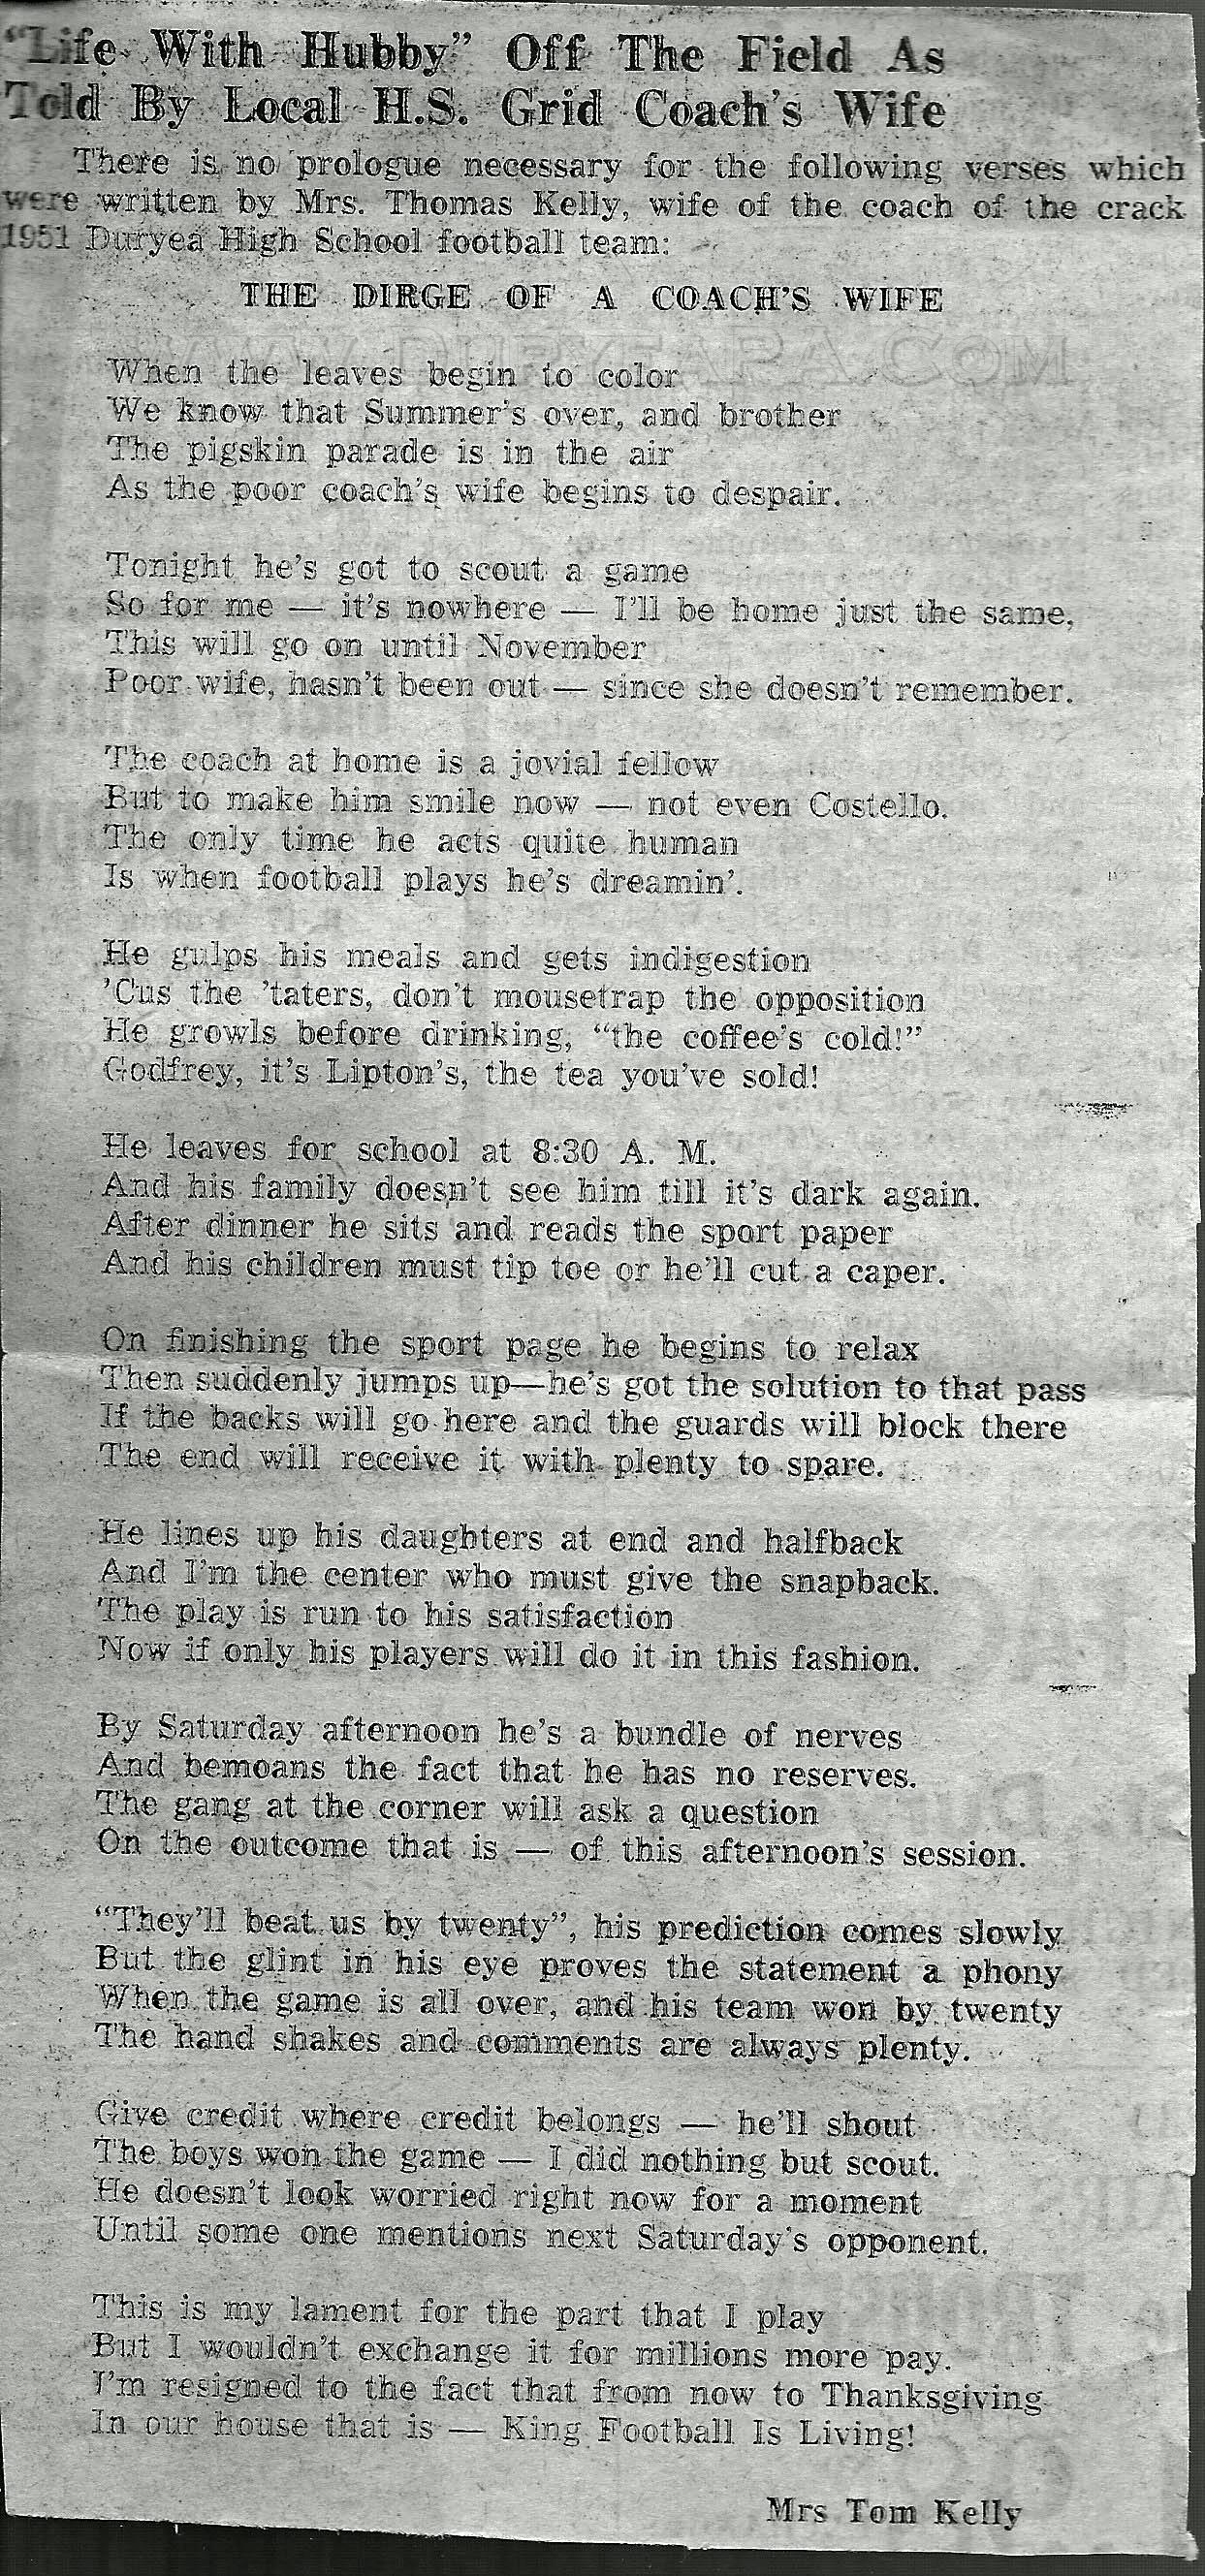 "Life With Hubby" Off The Field As
Told By Local H.S. Grid Coach's Wife
There is no prologue necessary for the following verses which
were written by Mrs. Thomas Kelly, wife of the coach of the crack
1951 Duryea High School football team:
THE DIRGE OF A COACH'S WIFE
WWW.DURYEAPA.COM
When the leaves begin to color
We know that Summer's over, and brother
The pigskin parade is in the air
As the poor coach's wife begins to despair.
Tonight he's got to scout a game
So for me — it's nowhere — I'll be home just the same,
This will go on until November
Poor wife, hasn't been out — since she doesn't remember.
The coach at home is a jovial fellow
But to make him smile now — not even Costello.
The only time he acts quite human
Is when football plays he's dreamin'.
He gulps his meals and gets indigestion
'Cus the 'taters, don't mousetrap the opposition
He growls before drinking, "the coffee's cold!"
Godfrey, it's Lipton's, the tea you've sold!
He leaves for school at 8:30 A. M.
And his family doesn't see him till it's dark again.
After dinner he sits and reads the sport paper
And his children must tip toe or he'll cut a caper.
On finishing the sport page he begins to relax
Then suddenly jumps up—he's got the solution to that pass
If the backs will go here and the guards will block there
The end will receive it with plenty to spare.
He lines up his daughters at end and halfback
And I'm the center who must give the snapback.
The play is run to his satisfaction
Now if only his players will do it in this fashion.
By Saturday afternoon he's a bundle of nerves
And bemoans the fact that he has no reserves.
The gang at the corner will ask a question
On the outcome that is — of this afternoon's session.
"They'll beat us by twenty", his prediction comes slowly
But the glint in his eye proves the statement a phony
When the game is all over, and his team won by twenty
The hand shakes and comments are always plenty.
Give credit where credit belongs — he'll shout
The boys won the game — I did nothing but scout.
He doesn't look worried right now for a moment
Until some one mentions next Saturday's opponent.
This is my lament for the part that I play
But I wouldn't exchange it for millions more pay.
I'm resigned to the fact that from now to Thanksgiving
In our house that is — King Football Is Living!
Mrs Tom Kelly